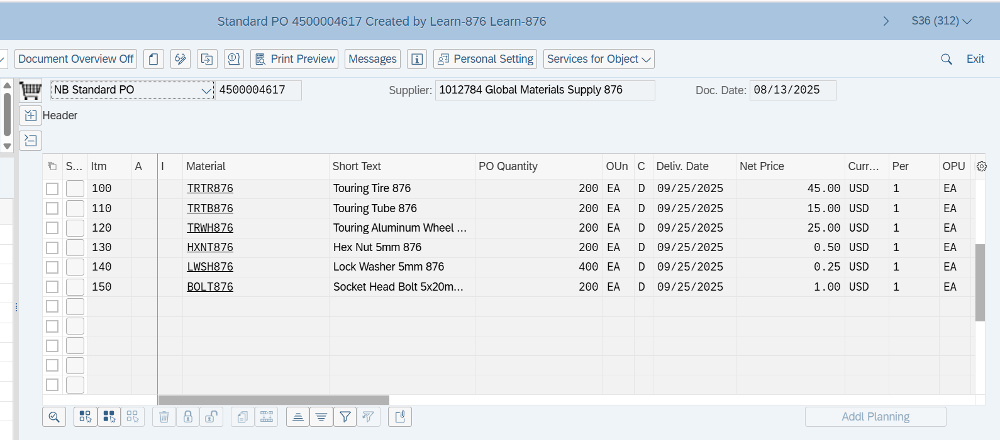 Standard PO 4500004617 Created by Learn-876 Learn-876
S36 (312)
Document Overview Off Print Preview Messages Personal Setting Services for Object Exit
NB Standard PO 4500004617 Supplier: 1012784 Global Materials Supply 876 Doc. Date: 08/13/2025
Header
S... Itm A I Material Short Text PO Quantity OUn C Deliv. Date Net Price Curr... Per OPU
100 TRTR876 Touring Tire 876 200 EA D 09/25/2025 45.00 USD 1 EA
110 TRTB876 Touring Tube 876 200 EA D 09/25/2025 15.00 USD 1 EA
120 TRWH876 Touring Aluminum Wheel ... 200 EA D 09/25/2025 25.00 USD 1 EA
130 HXNT876 Hex Nut 5mm 876 200 EA D 09/25/2025 0.50 USD 1 EA
140 LWSH876 Lock Washer 5mm 876 400 EA D 09/25/2025 0.25 USD 1 EA
150 BOLT876 Socket Head Bolt 5x20m... 200 EA D 09/25/2025 1.00 USD 1 EA
Addl Planning